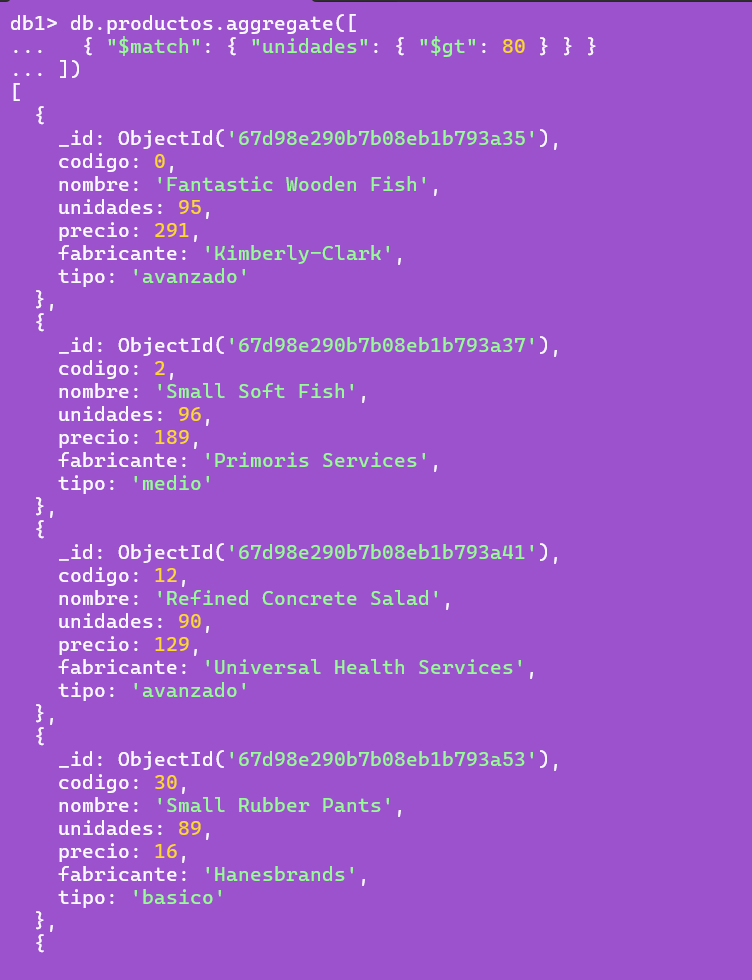 db1> db.productos.aggregate([
...   { "$match": { "unidades": { "$gt": 80 } } }
... ])
[
  {
    _id: ObjectId('67d98e290b7b08eb1b793a35'),
    codigo: 0,
    nombre: 'Fantastic Wooden Fish',
    unidades: 95,
    precio: 291,
    fabricante: 'Kimberly-Clark',
    tipo: 'avanzado'
  },
  {
    _id: ObjectId('67d98e290b7b08eb1b793a37'),
    codigo: 2,
    nombre: 'Small Soft Fish',
    unidades: 96,
    precio: 189,
    fabricante: 'Primoris Services',
    tipo: 'medio'
  },
  {
    _id: ObjectId('67d98e290b7b08eb1b793a41'),
    codigo: 12,
    nombre: 'Refined Concrete Salad',
    unidades: 90,
    precio: 129,
    fabricante: 'Universal Health Services',
    tipo: 'avanzado'
  },
  {
    _id: ObjectId('67d98e290b7b08eb1b793a53'),
    codigo: 30,
    nombre: 'Small Rubber Pants',
    unidades: 89,
    precio: 16,
    fabricante: 'Hanesbrands',
    tipo: 'basico'
  },
  {